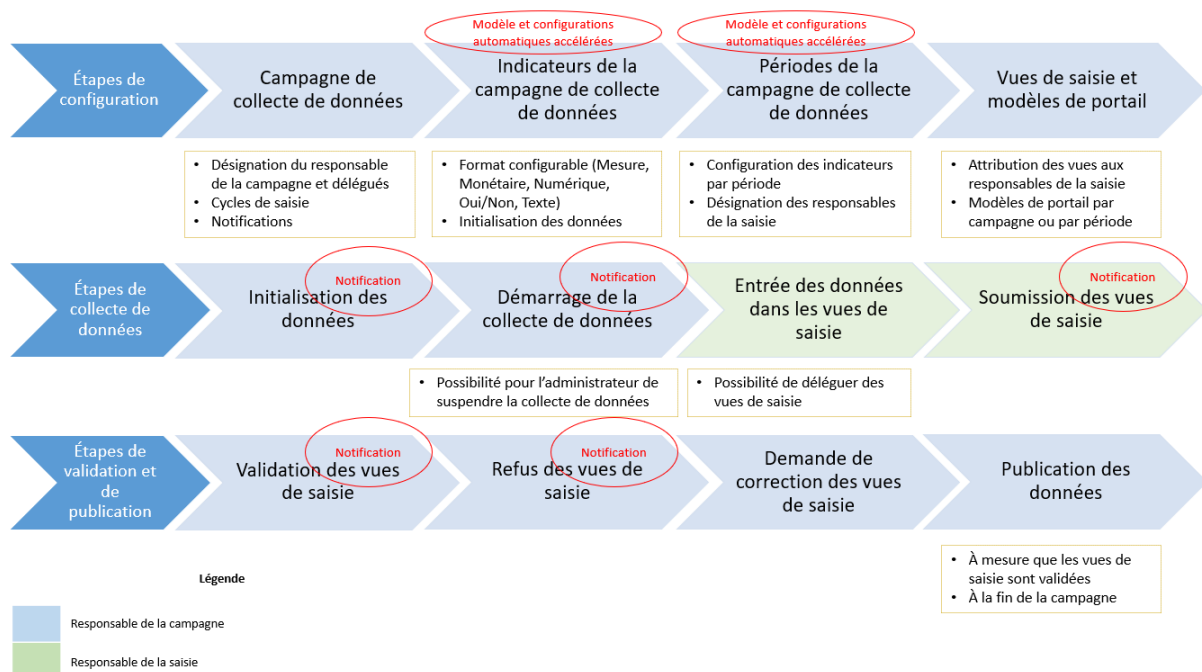 Modèle et configurations
automatiques accélérées
Modèle et configurations
automatiques accélérées
Étapes de
configuration
Campagne de
collecte de données
Indicateurs de la
campagne de collecte
de données
Périodes de la
campagne de collecte
de données
Vues de saisie et
modèles de portail
• Désignation du responsable
de la campagne et délégués
• Cycles de saisie
• Notifications
• Format configurable (Mesure,
Monétaire, Numérique,
Oui/Non, Texte)
• Initialisation des données
• Configuration des indicateurs
par période
• Désignation des responsables
de la saisie
• Attribution des vues aux
responsables de la saisie
• Modèles de portail par
campagne ou par période
Étapes de
collecte de
données
Notification
Initialisation des
données
Notification
Démarrage de la
collecte de données
Entrée des données
dans les vues de
saisie
Notification
Soumission des vues
de saisie
• Possibilité pour l’administrateur de
suspendre la collecte de données
• Possibilité de déléguer des
vues de saisie
Étapes de
validation et
de
publication
Notification
Validation des vues
de saisie
Notification
Refus des vues de
saisie
Demande de
correction des vues
de saisie
Publication des
données
• À mesure que les vues de
saisie sont validées
• À la fin de la campagne
Légende
Responsable de la campagne
Responsable de la saisie